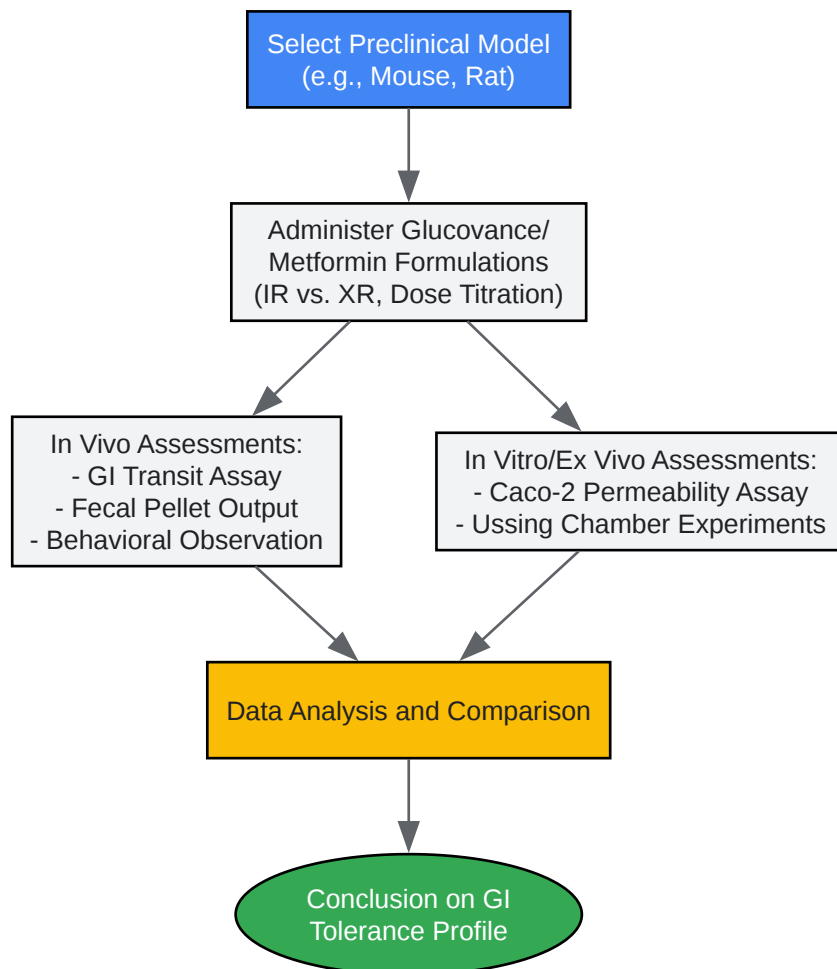 Select Preclinical Model
(e.g., Mouse, Rat)
Administer Glucovance/
Metformin Formulations
(IR vs. XR, Dose Titration)
In Vivo Assessments:
- GI Transit Assay
- Fecal Pellet Output
- Behavioral Observation
In Vitro/Ex Vivo Assessments:
- Caco-2 Permeability Assay
- Ussing Chamber Experiments
Data Analysis and Comparison
Conclusion on GI
Tolerance Profile